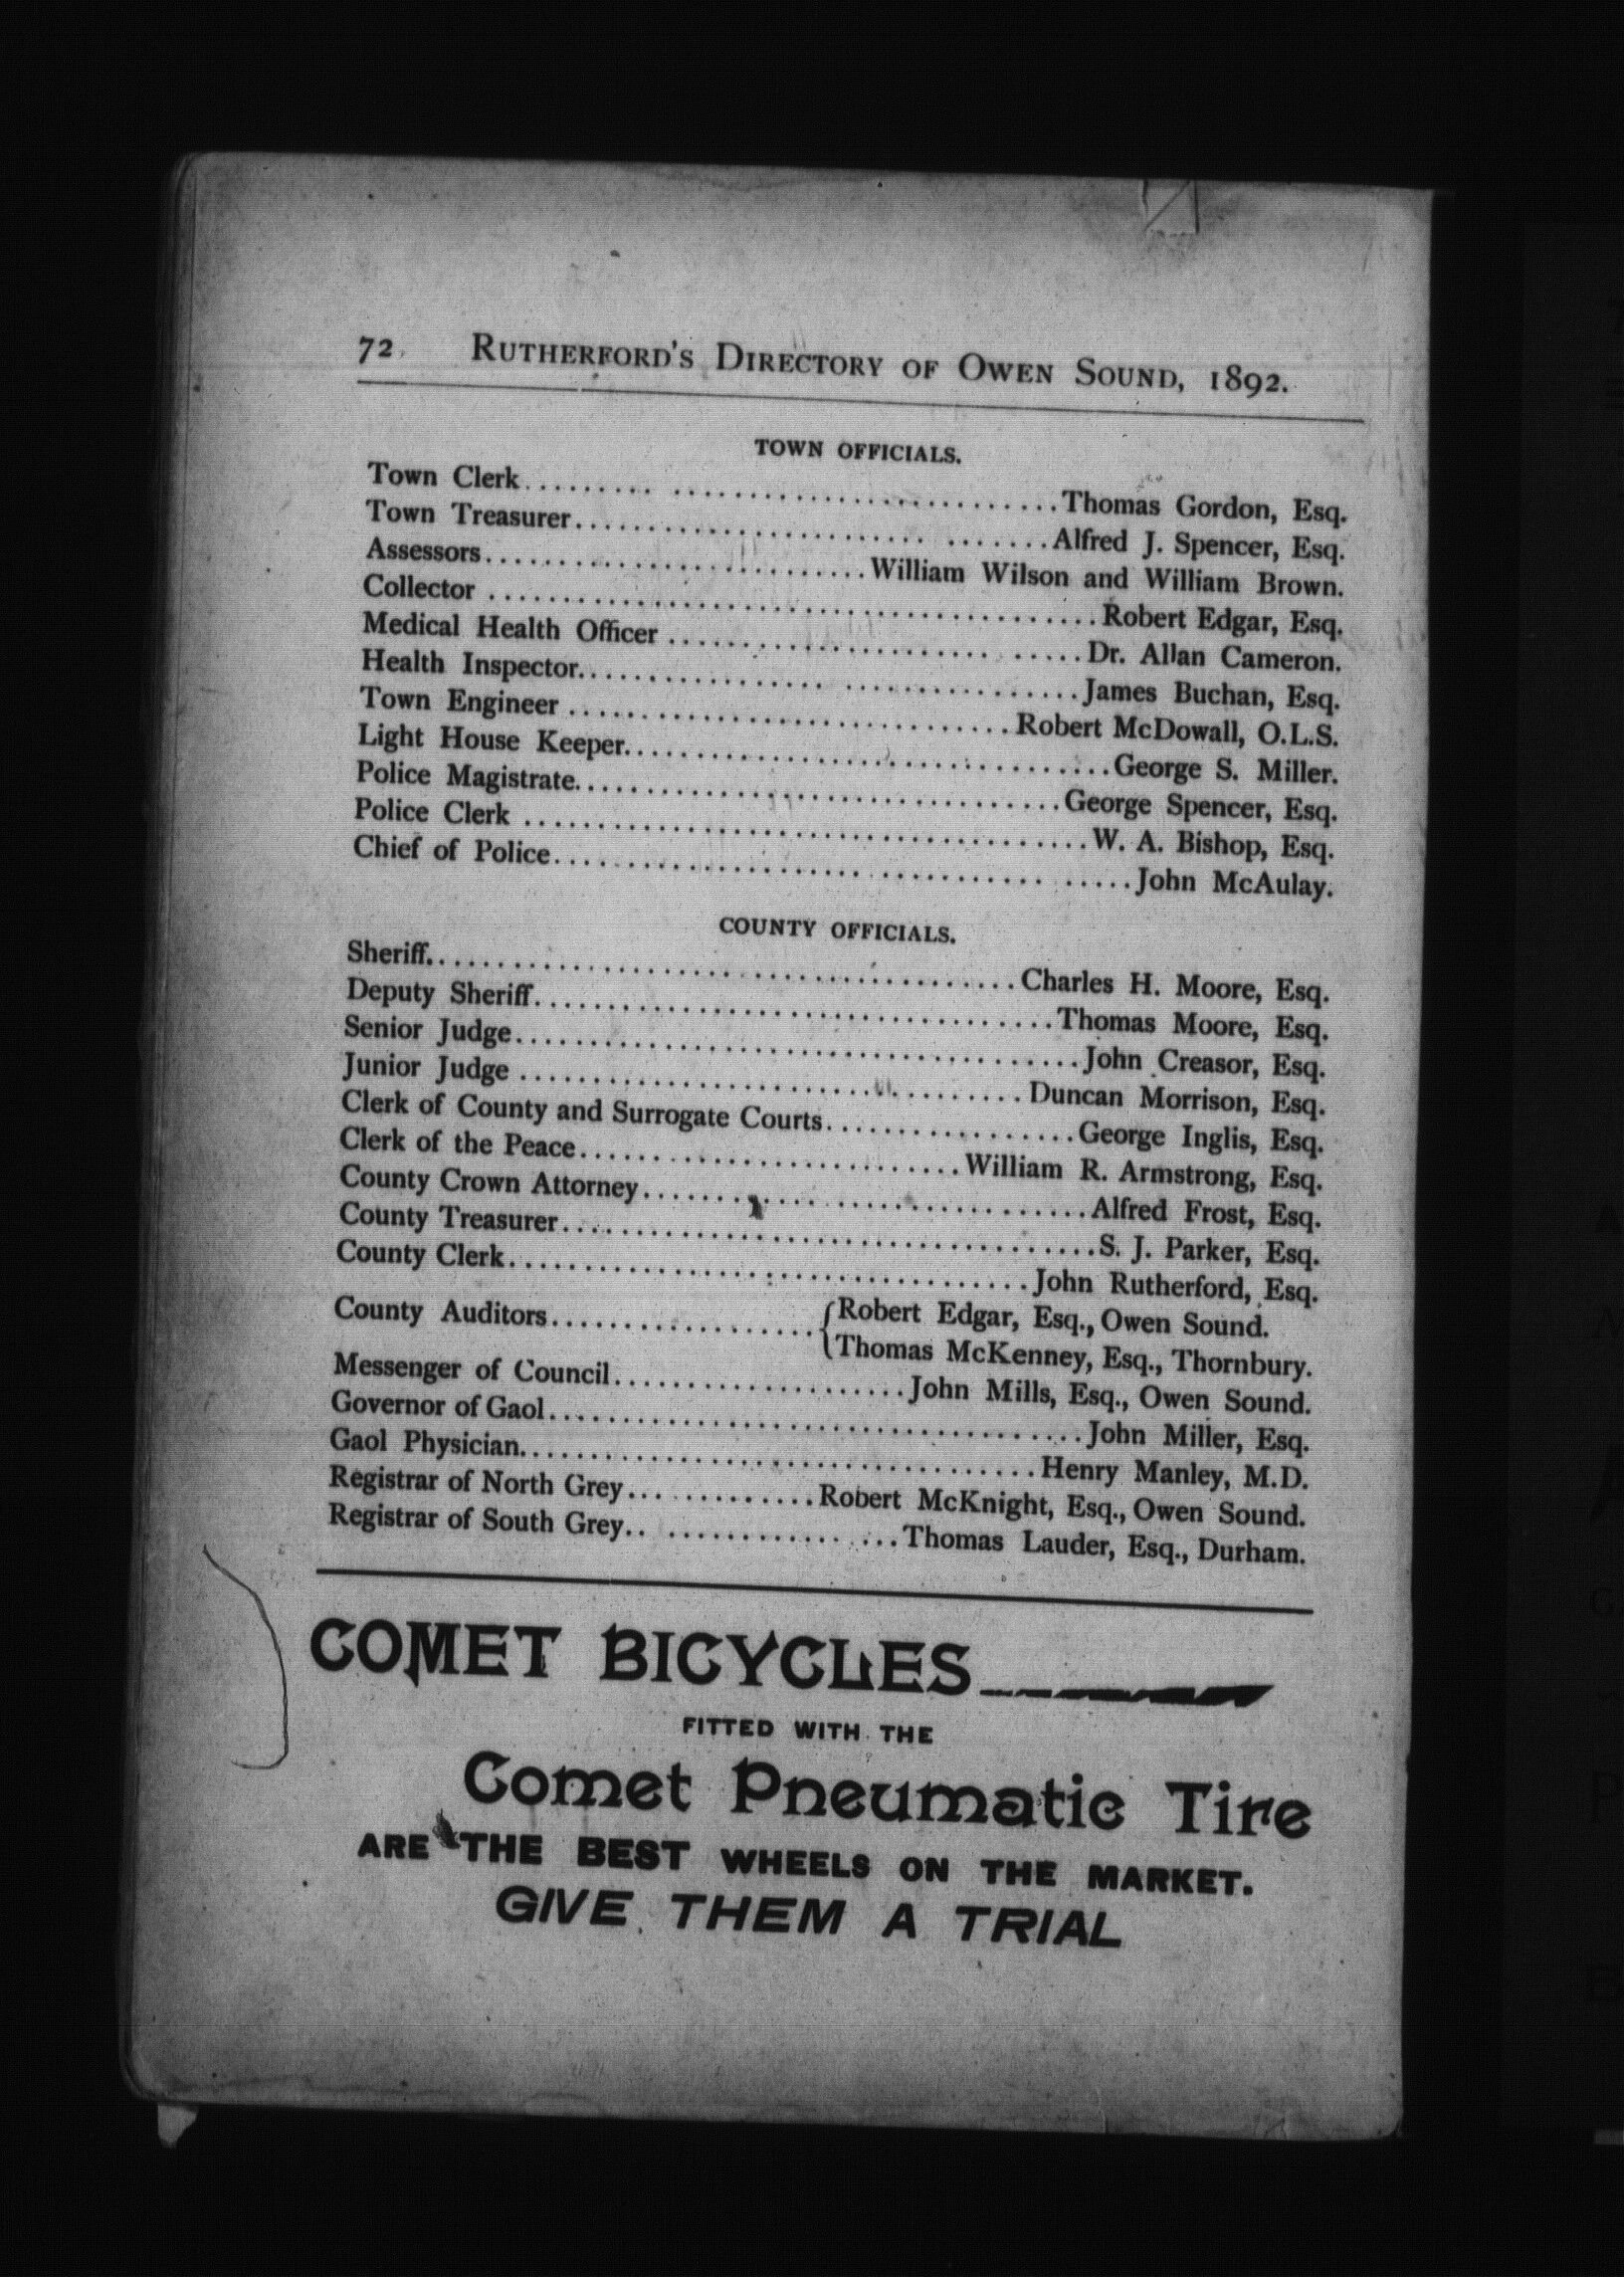 72 RUTHERFORD'S DIRECTORY OF OWEN SOUND, 1892.
TOWN OFFICIALS.
Town Clerk.......................................Thomas Gordon, Esq.
Town Treasurer................................Alfred J. Spencer, Esq.
Assessors..........................William Wilson and William Brown.
Collector ..........................................Robert Edgar, Esq.
Medical Health Officer ...........................Dr. Allan Cameron.
Health Inspector.................................James Buchan, Esq.
Town Engineer ..............................Robert McDowall, O.L.S.
Light House Keeper.................................George S. Miller.
Police Magistrate.................................George Spencer, Esq.
Police Clerk ......................................W. A. Bishop, Esq.
Chief of Police......................................John McAulay.
COUNTY OFFICIALS.
Sheriff........................................Charles H. Moore, Esq.
Deputy Sheriff...................................Thomas Moore, Esq.
Senior Judge......................................John Creasor, Esq.
Junior Judge ..................................Duncan Morrison, Esq.
Clerk of County and Surrogate Courts.................George Inglis, Esq.
Clerk of the Peace..........................William R. Armstrong, Esq.
County Crown Attorney..............................Alfred Frost, Esq.
County Treasurer....................................S. J. Parker, Esq.
County Clerk...................................John Rutherford, Esq.
County Auditors..................{Robert Edgar, Esq., Owen Sound.
Thomas McKenney, Esq., Thornbury.
Messenger of Council....................John Mills, Esq., Owen Sound.
Governor of Gaol....................................John Miller, Esq.
Gaol Physician...................................Henry Manley, M.D.
Registrar of North Grey.............Robert McKnight, Esq., Owen Sound.
Registrar of South Grey.. ...............Thomas Lauder, Esq., Durham.
COMET BICYCLES
FITTED WITH THE
Comet Pneumatic Tire
ARE THE BEST WHEELS ON THE MARKET.
GIVE THEM A TRIAL